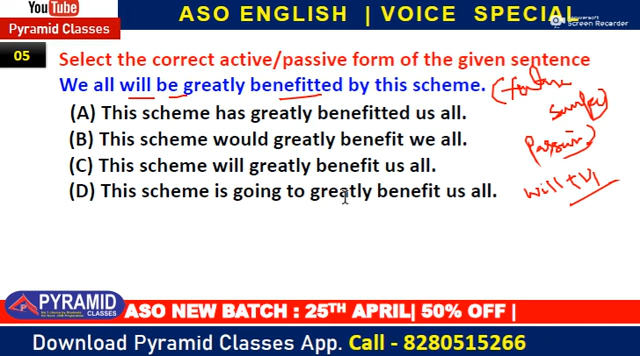 You Tube
Pyramid Classes
ASO ENGLISH | VOICE SPECIAL
Screen Recorder
05
Select the correct active/passive form of the given sentence
We all will be greatly benefitted by this scheme.
(A) This scheme has greatly benefitted us all.
(B) This scheme would greatly benefit we all.
(C) This scheme will greatly benefit us all.
(D) This scheme is going to greatly benefit us all.
(future
simple
passive)
will + V1
PYRAMID
CLASSES
ASO NEW BATCH : 25TH APRIL| 50% OFF |
Download Pyramid Classes App. Call - 8280515266